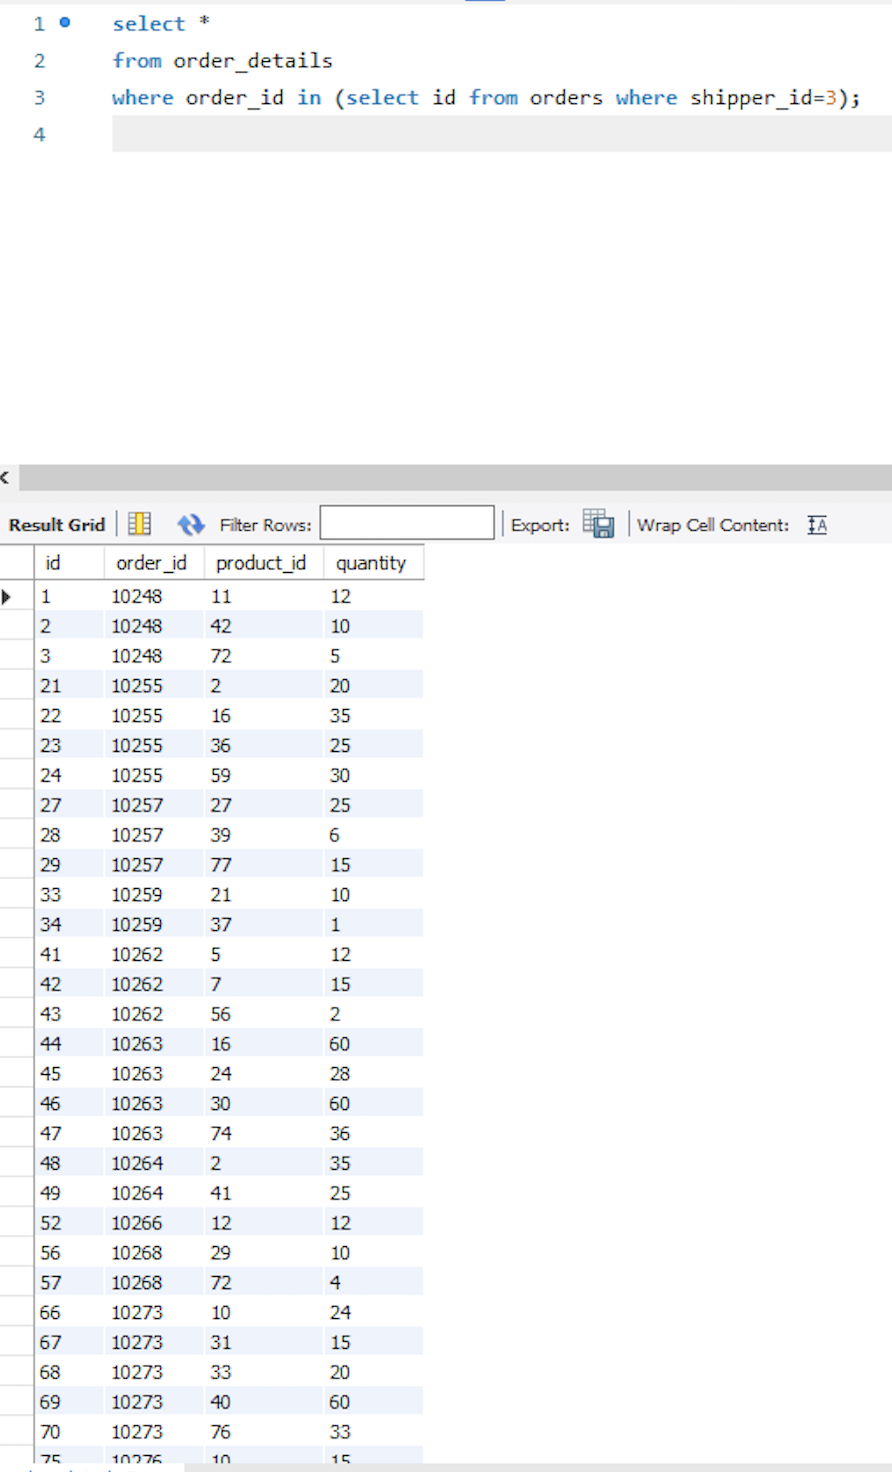 1 select *
2 from order_details
3 where order_id in (select id from orders where shipper_id=3);
4
Result Grid Filter Rows: Export: Wrap Cell Content:
id order_id product_id quantity
1 10248 11 12
2 10248 42 10
3 10248 72 5
21 10255 2 20
22 10255 16 35
23 10255 36 25
24 10255 59 30
27 10257 27 25
28 10257 39 6
29 10257 77 15
33 10259 21 10
34 10259 37 1
41 10262 5 12
42 10262 7 15
43 10262 56 2
44 10263 16 60
45 10263 24 28
46 10263 30 60
47 10263 74 36
48 10264 2 35
49 10264 41 25
52 10266 12 12
56 10268 29 10
57 10268 72 4
66 10273 10 24
67 10273 31 15
68 10273 33 20
69 10273 40 60
70 10273 76 33
75 10276 10 15